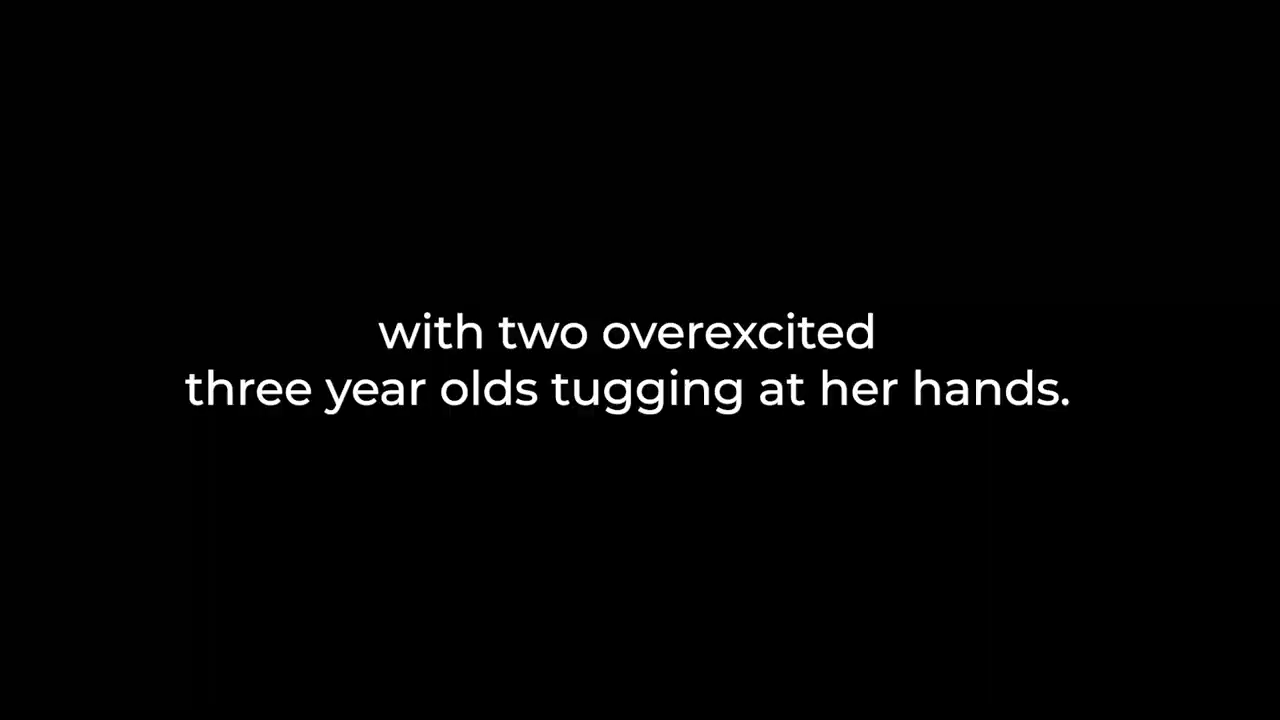 with two overexcited
three year olds tugging at her hands.